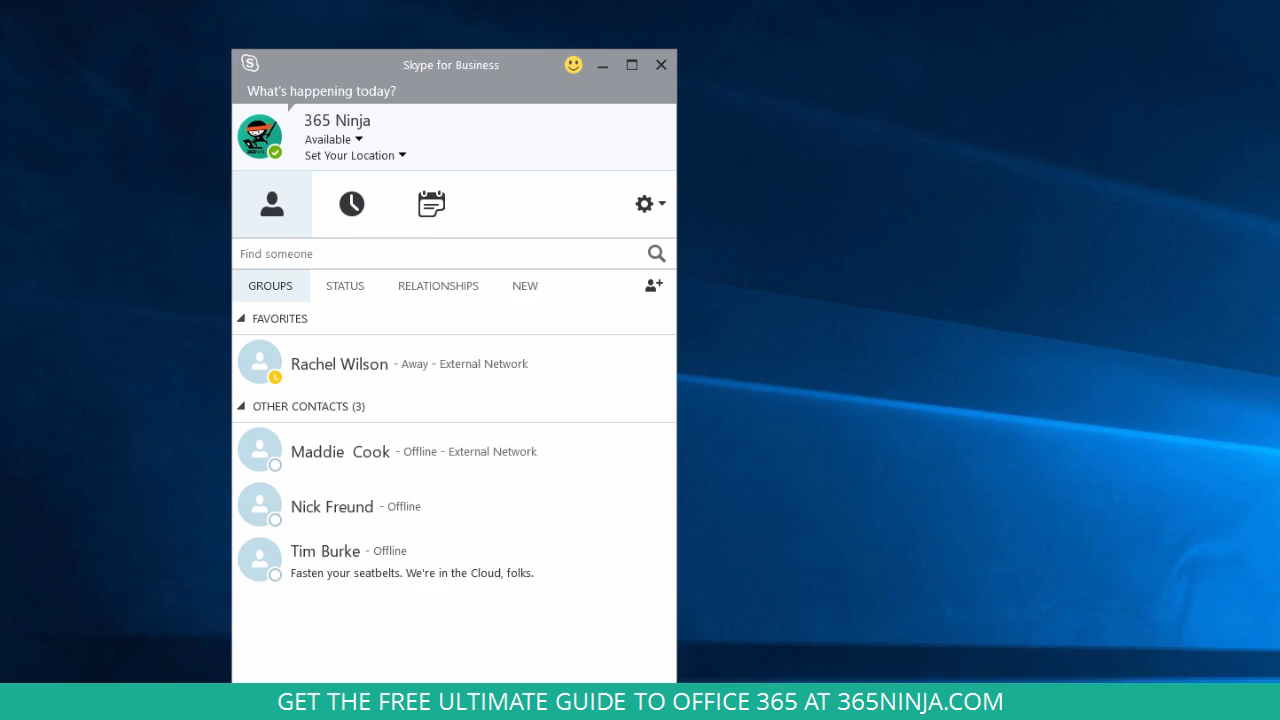 Skype for Business
What's happening today?
365 Ninja
Available
Set Your Location
Find someone
GROUPS STATUS RELATIONSHIPS NEW
FAVORITES
Rachel Wilson - Away - External Network
OTHER CONTACTS (3)
Maddie Cook - Offline - External Network
Nick Freund - Offline
Tim Burke - Offline
Fasten your seatbelts. We're in the Cloud, folks.
GET THE FREE ULTIMATE GUIDE TO OFFICE 365 AT 365NINJA.COM